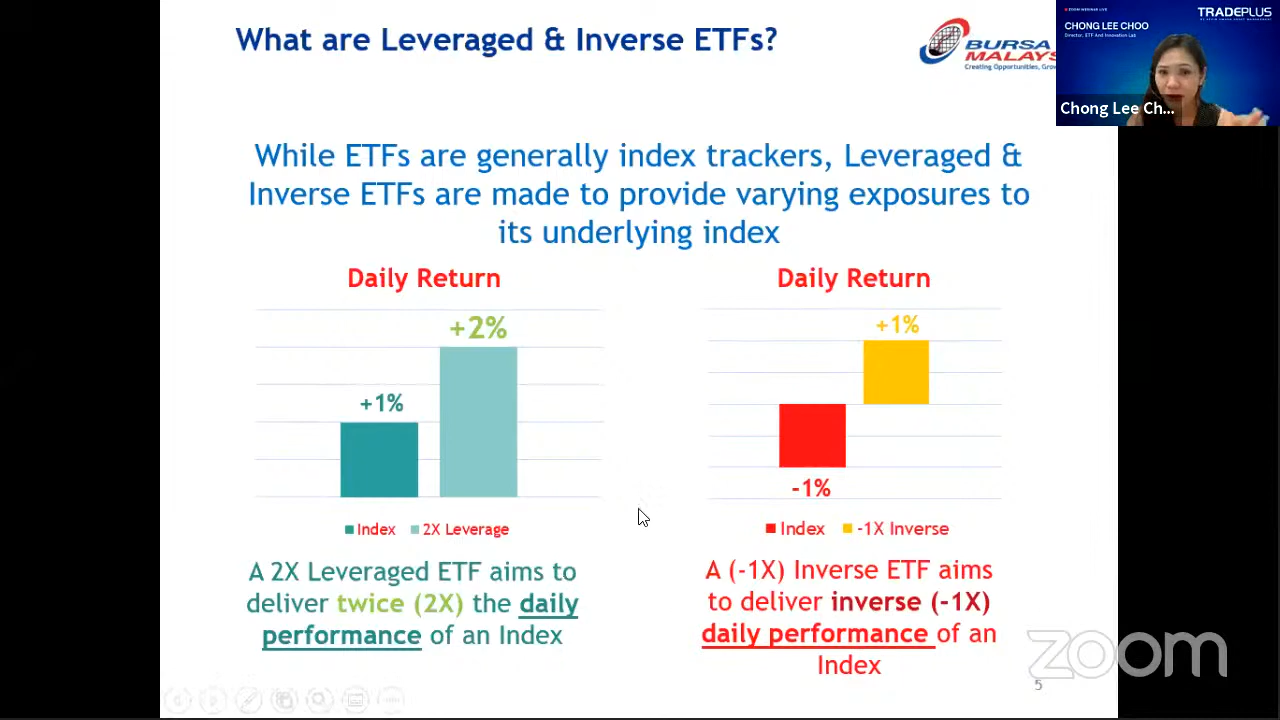 What are Leveraged & Inverse ETFs?
BURSA
MALAYS
Creating Opportunities, Grow
EDSM WEBINAR LIVE
TRADEPLUS
CHONG LEE CHOO
Director, ETF And Innovation Lab
Chong Lee Ch...
While ETFs are generally index trackers, Leveraged &
Inverse ETFs are made to provide varying exposures to
its underlying index
Daily Return
+2%
+1%
Index
2X Leverage
A 2X Leveraged ETF aims to
deliver twice (2X) the daily
performance of an Index
Daily Return
+1%
-1%
Index
-1X Inverse
A (-1X) Inverse ETF aims
to deliver inverse (-1X)
daily performance of an
Index
zoom
5